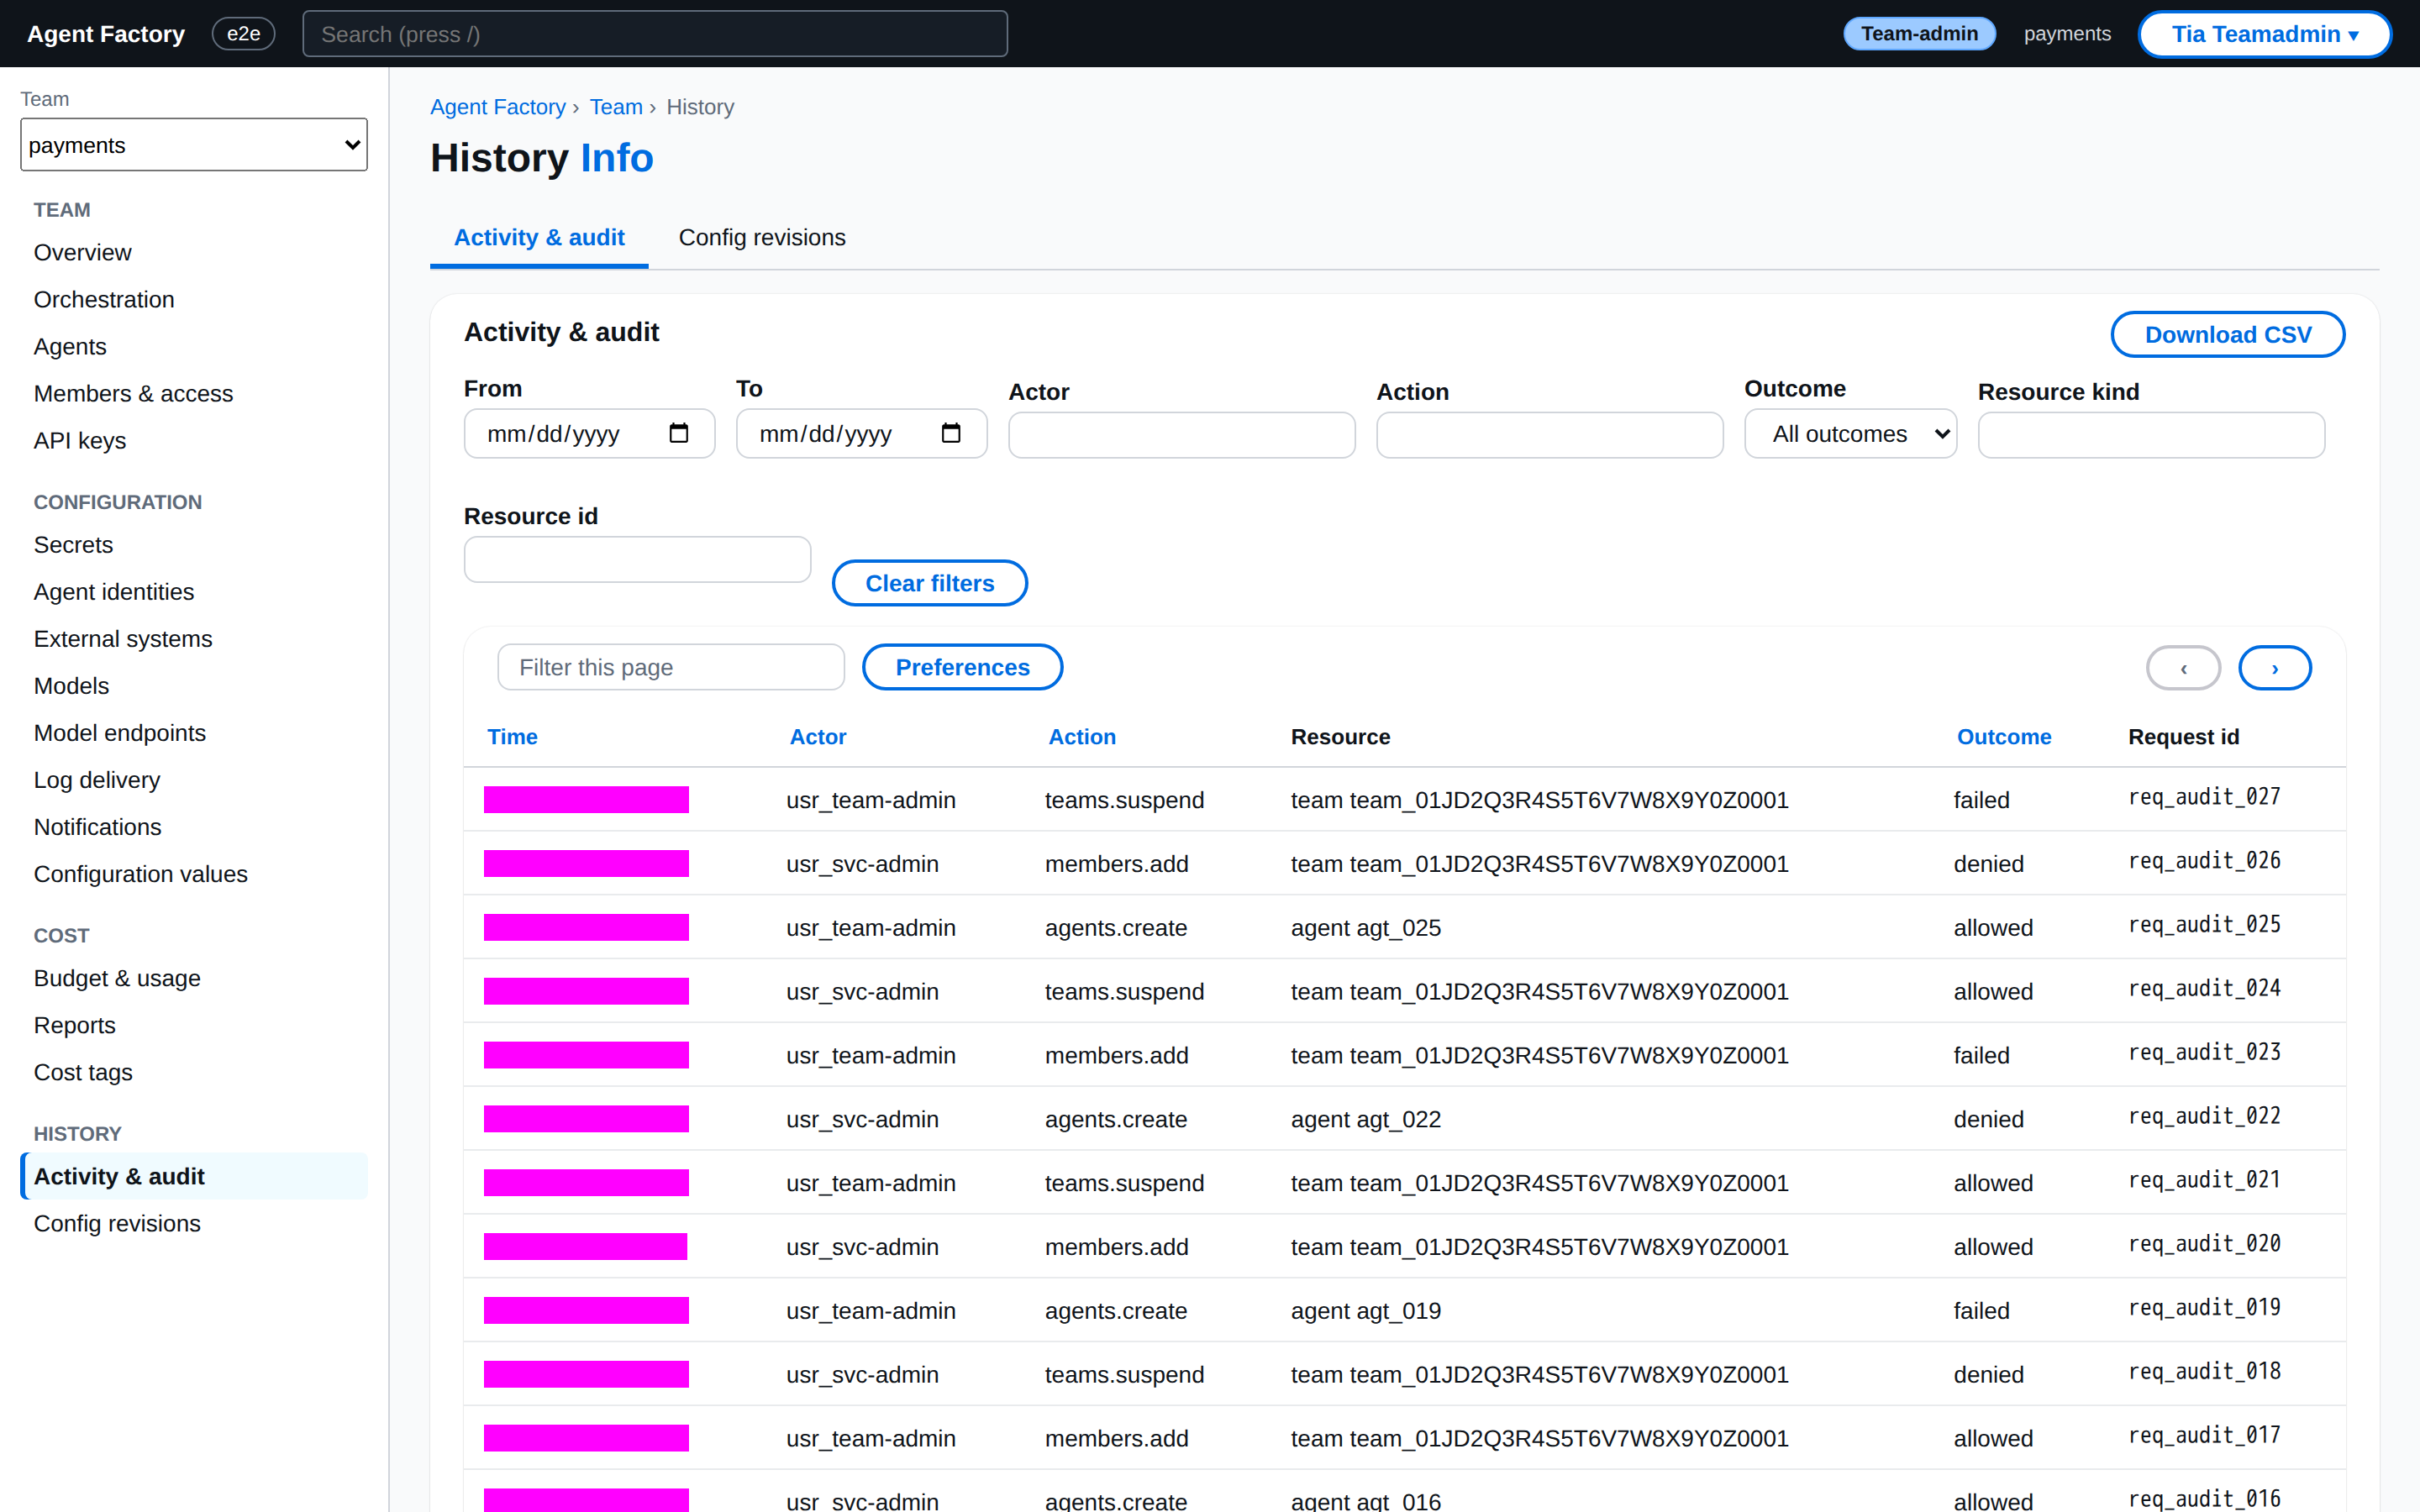 Agent Factory e2e Search (press /) Team-admin payments Tia Teamadmin ▾
Team
payments
TEAM
Overview
Orchestration
Agents
Members & access
API keys
CONFIGURATION
Secrets
Agent identities
External systems
Models
Model endpoints
Log delivery
Notifications
Configuration values
COST
Budget & usage
Reports
Cost tags
HISTORY
Activity & audit
Config revisions
Agent Factory › Team › History
History Info
Activity & audit Config revisions
Activity & audit Download CSV
From To Actor Action Outcome Resource kind
mm/dd/yyyy mm/dd/yyyy All outcomes
Resource id
Clear filters
Filter this page Preferences ‹ ›
Time Actor Action Resource Outcome Request id
usr_team-admin teams.suspend team team_01JD2Q3R4S5T6V7W8X9Y0Z0001 failed req_audit_027
usr_svc-admin members.add team team_01JD2Q3R4S5T6V7W8X9Y0Z0001 denied req_audit_026
usr_team-admin agents.create agent agt_025 allowed req_audit_025
usr_svc-admin teams.suspend team team_01JD2Q3R4S5T6V7W8X9Y0Z0001 allowed req_audit_024
usr_team-admin members.add team team_01JD2Q3R4S5T6V7W8X9Y0Z0001 failed req_audit_023
usr_svc-admin agents.create agent agt_022 denied req_audit_022
usr_team-admin teams.suspend team team_01JD2Q3R4S5T6V7W8X9Y0Z0001 allowed req_audit_021
usr_svc-admin members.add team team_01JD2Q3R4S5T6V7W8X9Y0Z0001 allowed req_audit_020
usr_team-admin agents.create agent agt_019 failed req_audit_019
usr_svc-admin teams.suspend team team_01JD2Q3R4S5T6V7W8X9Y0Z0001 denied req_audit_018
usr_team-admin members.add team team_01JD2Q3R4S5T6V7W8X9Y0Z0001 allowed req_audit_017
usr_svc-admin agents.create agent agt_016 allowed req_audit_016